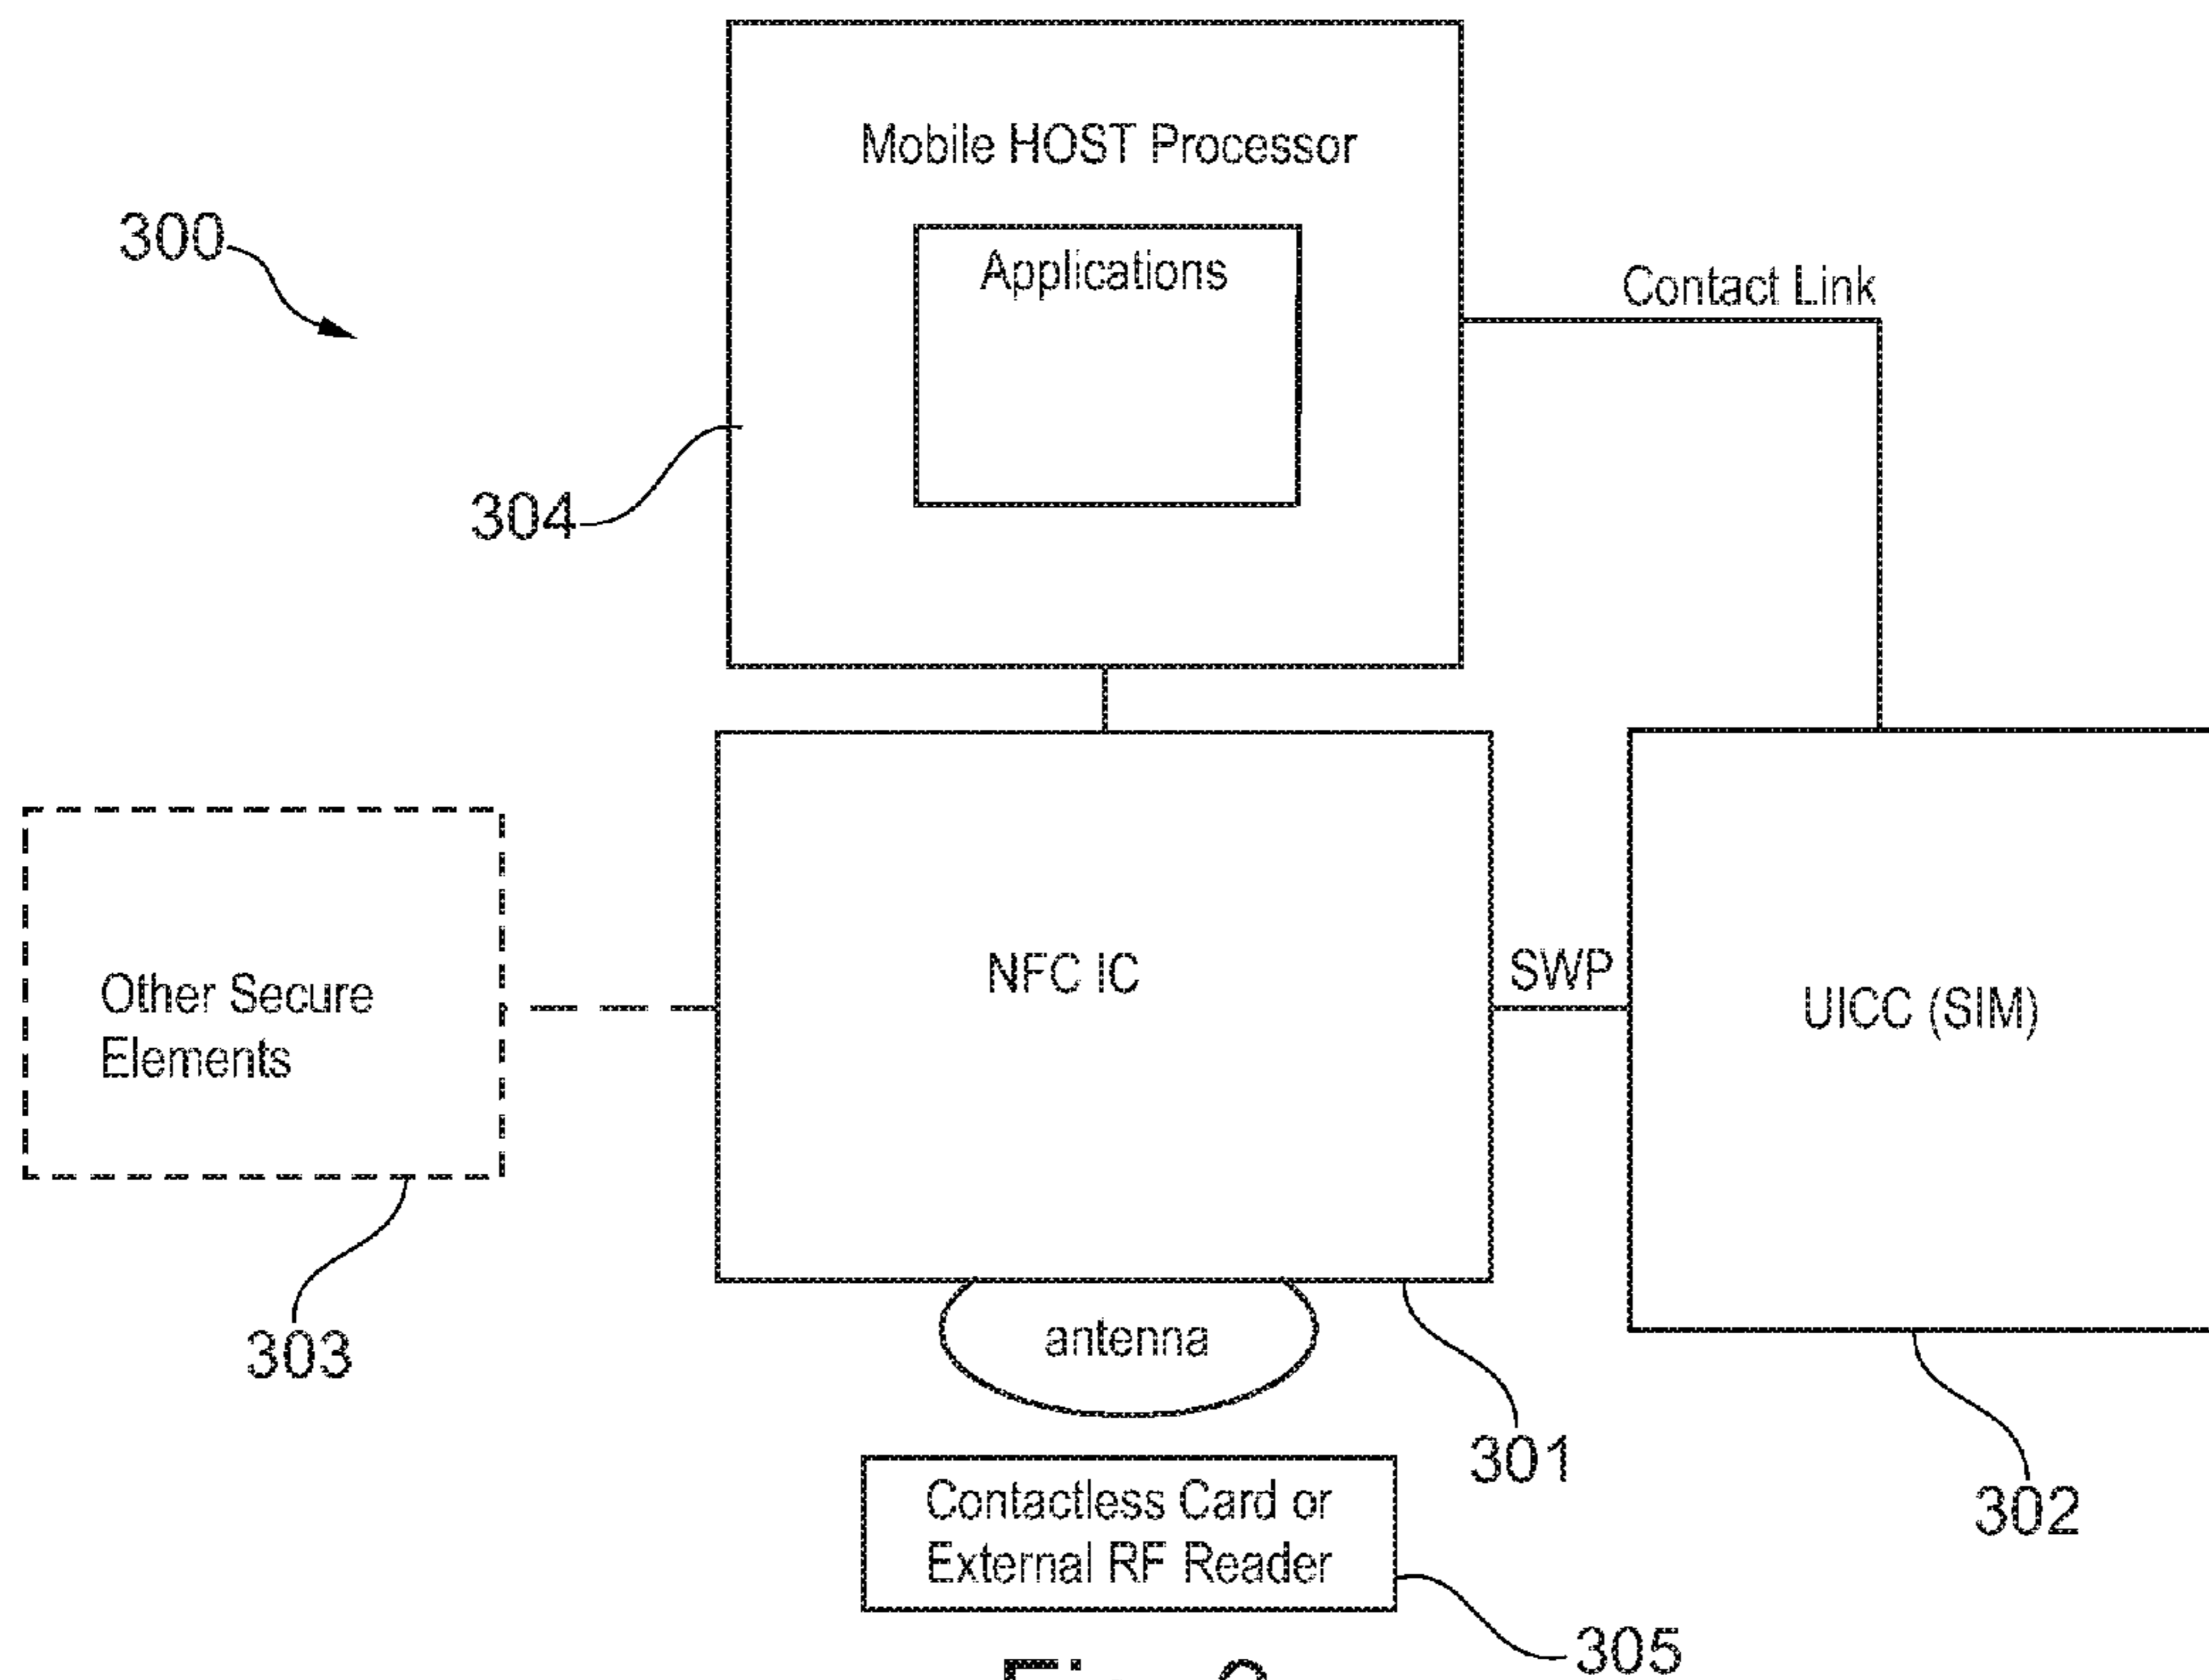 Mobile HOST Processor
300
Applications
Contact Link
304
NFC IC
SWP
UICC (SIM)
Other Secure
Elements
antenna
303
301
Contactless Card or
External RF Reader
302
305